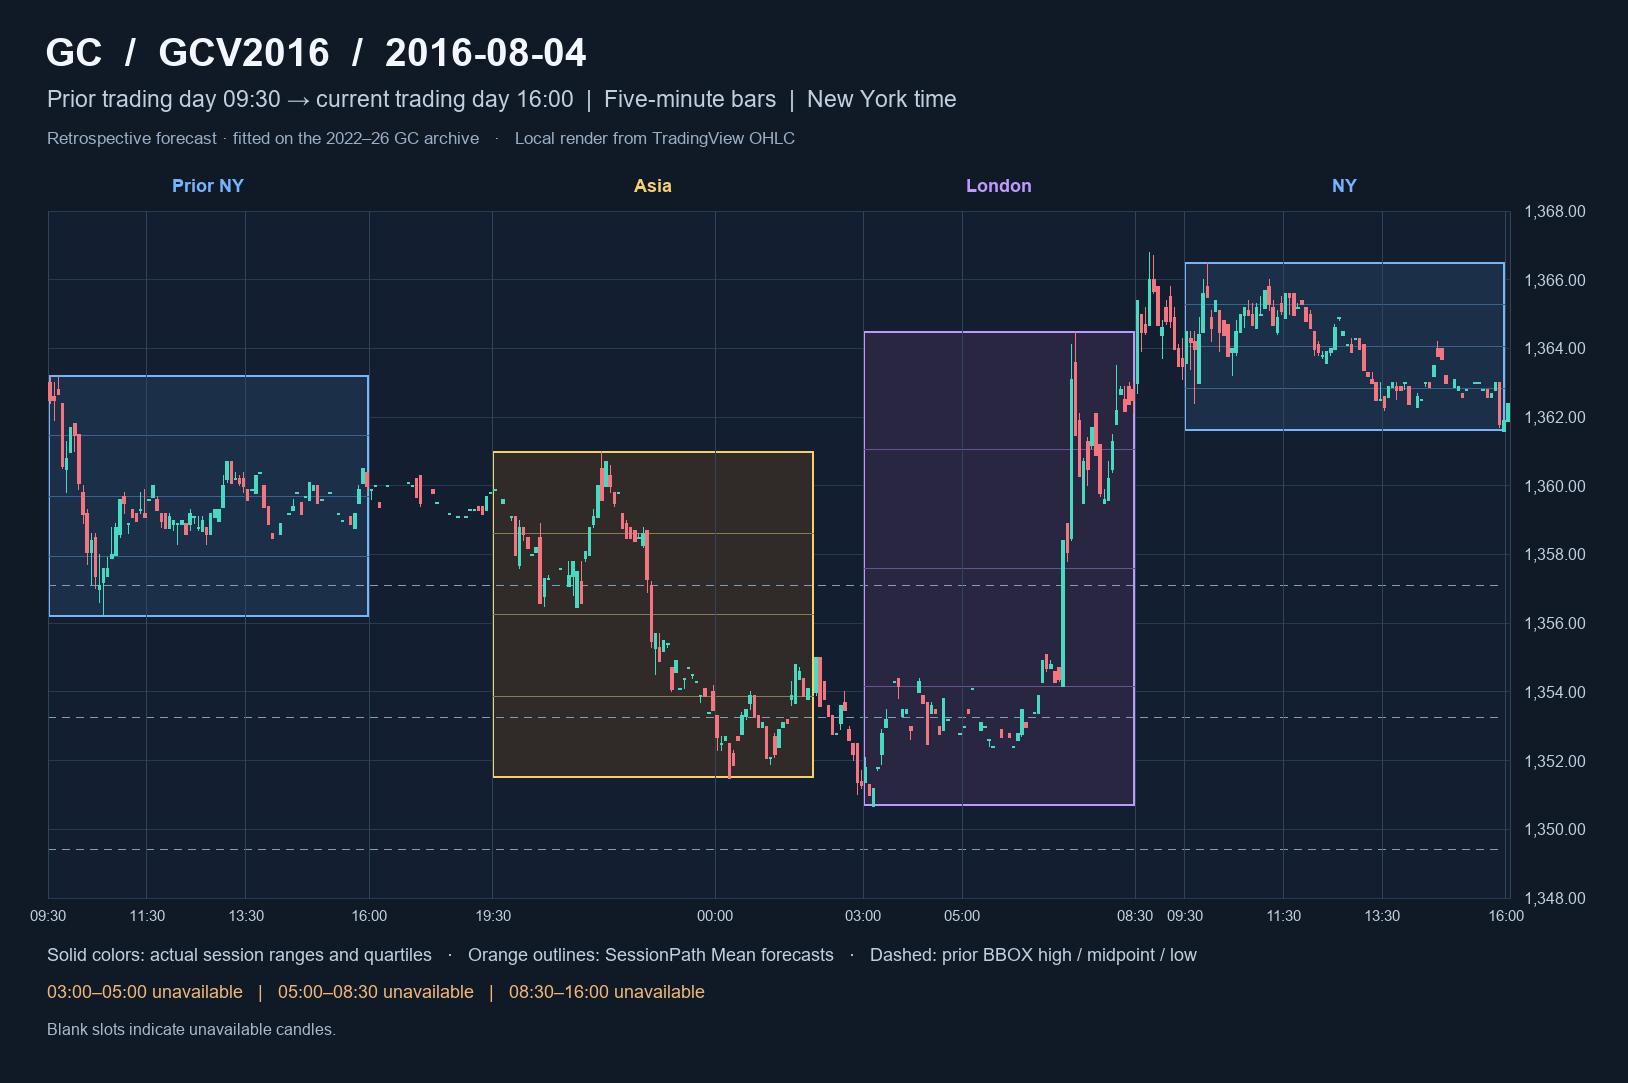 GC / GCV2016 / 2016-08-04
Prior trading day 09:30 → current trading day 16:00 | Five-minute bars | New York time
Retrospective forecast · fitted on the 2022–26 GC archive · Local render from TradingView OHLC
Prior NY Asia London NY
1,368.00
1,366.00
1,364.00
1,362.00
1,360.00
1,358.00
1,356.00
1,354.00
1,352.00
1,350.00
1,348.00
09:30 11:30 13:30 16:00 19:30 00:00 03:00 05:00 08:30 09:30 11:30 13:30 16:00
Solid colors: actual session ranges and quartiles · Orange outlines: SessionPath Mean forecasts · Dashed: prior BBOX high / midpoint / low
03:00–05:00 unavailable | 05:00–08:30 unavailable | 08:30–16:00 unavailable
Blank slots indicate unavailable candles.